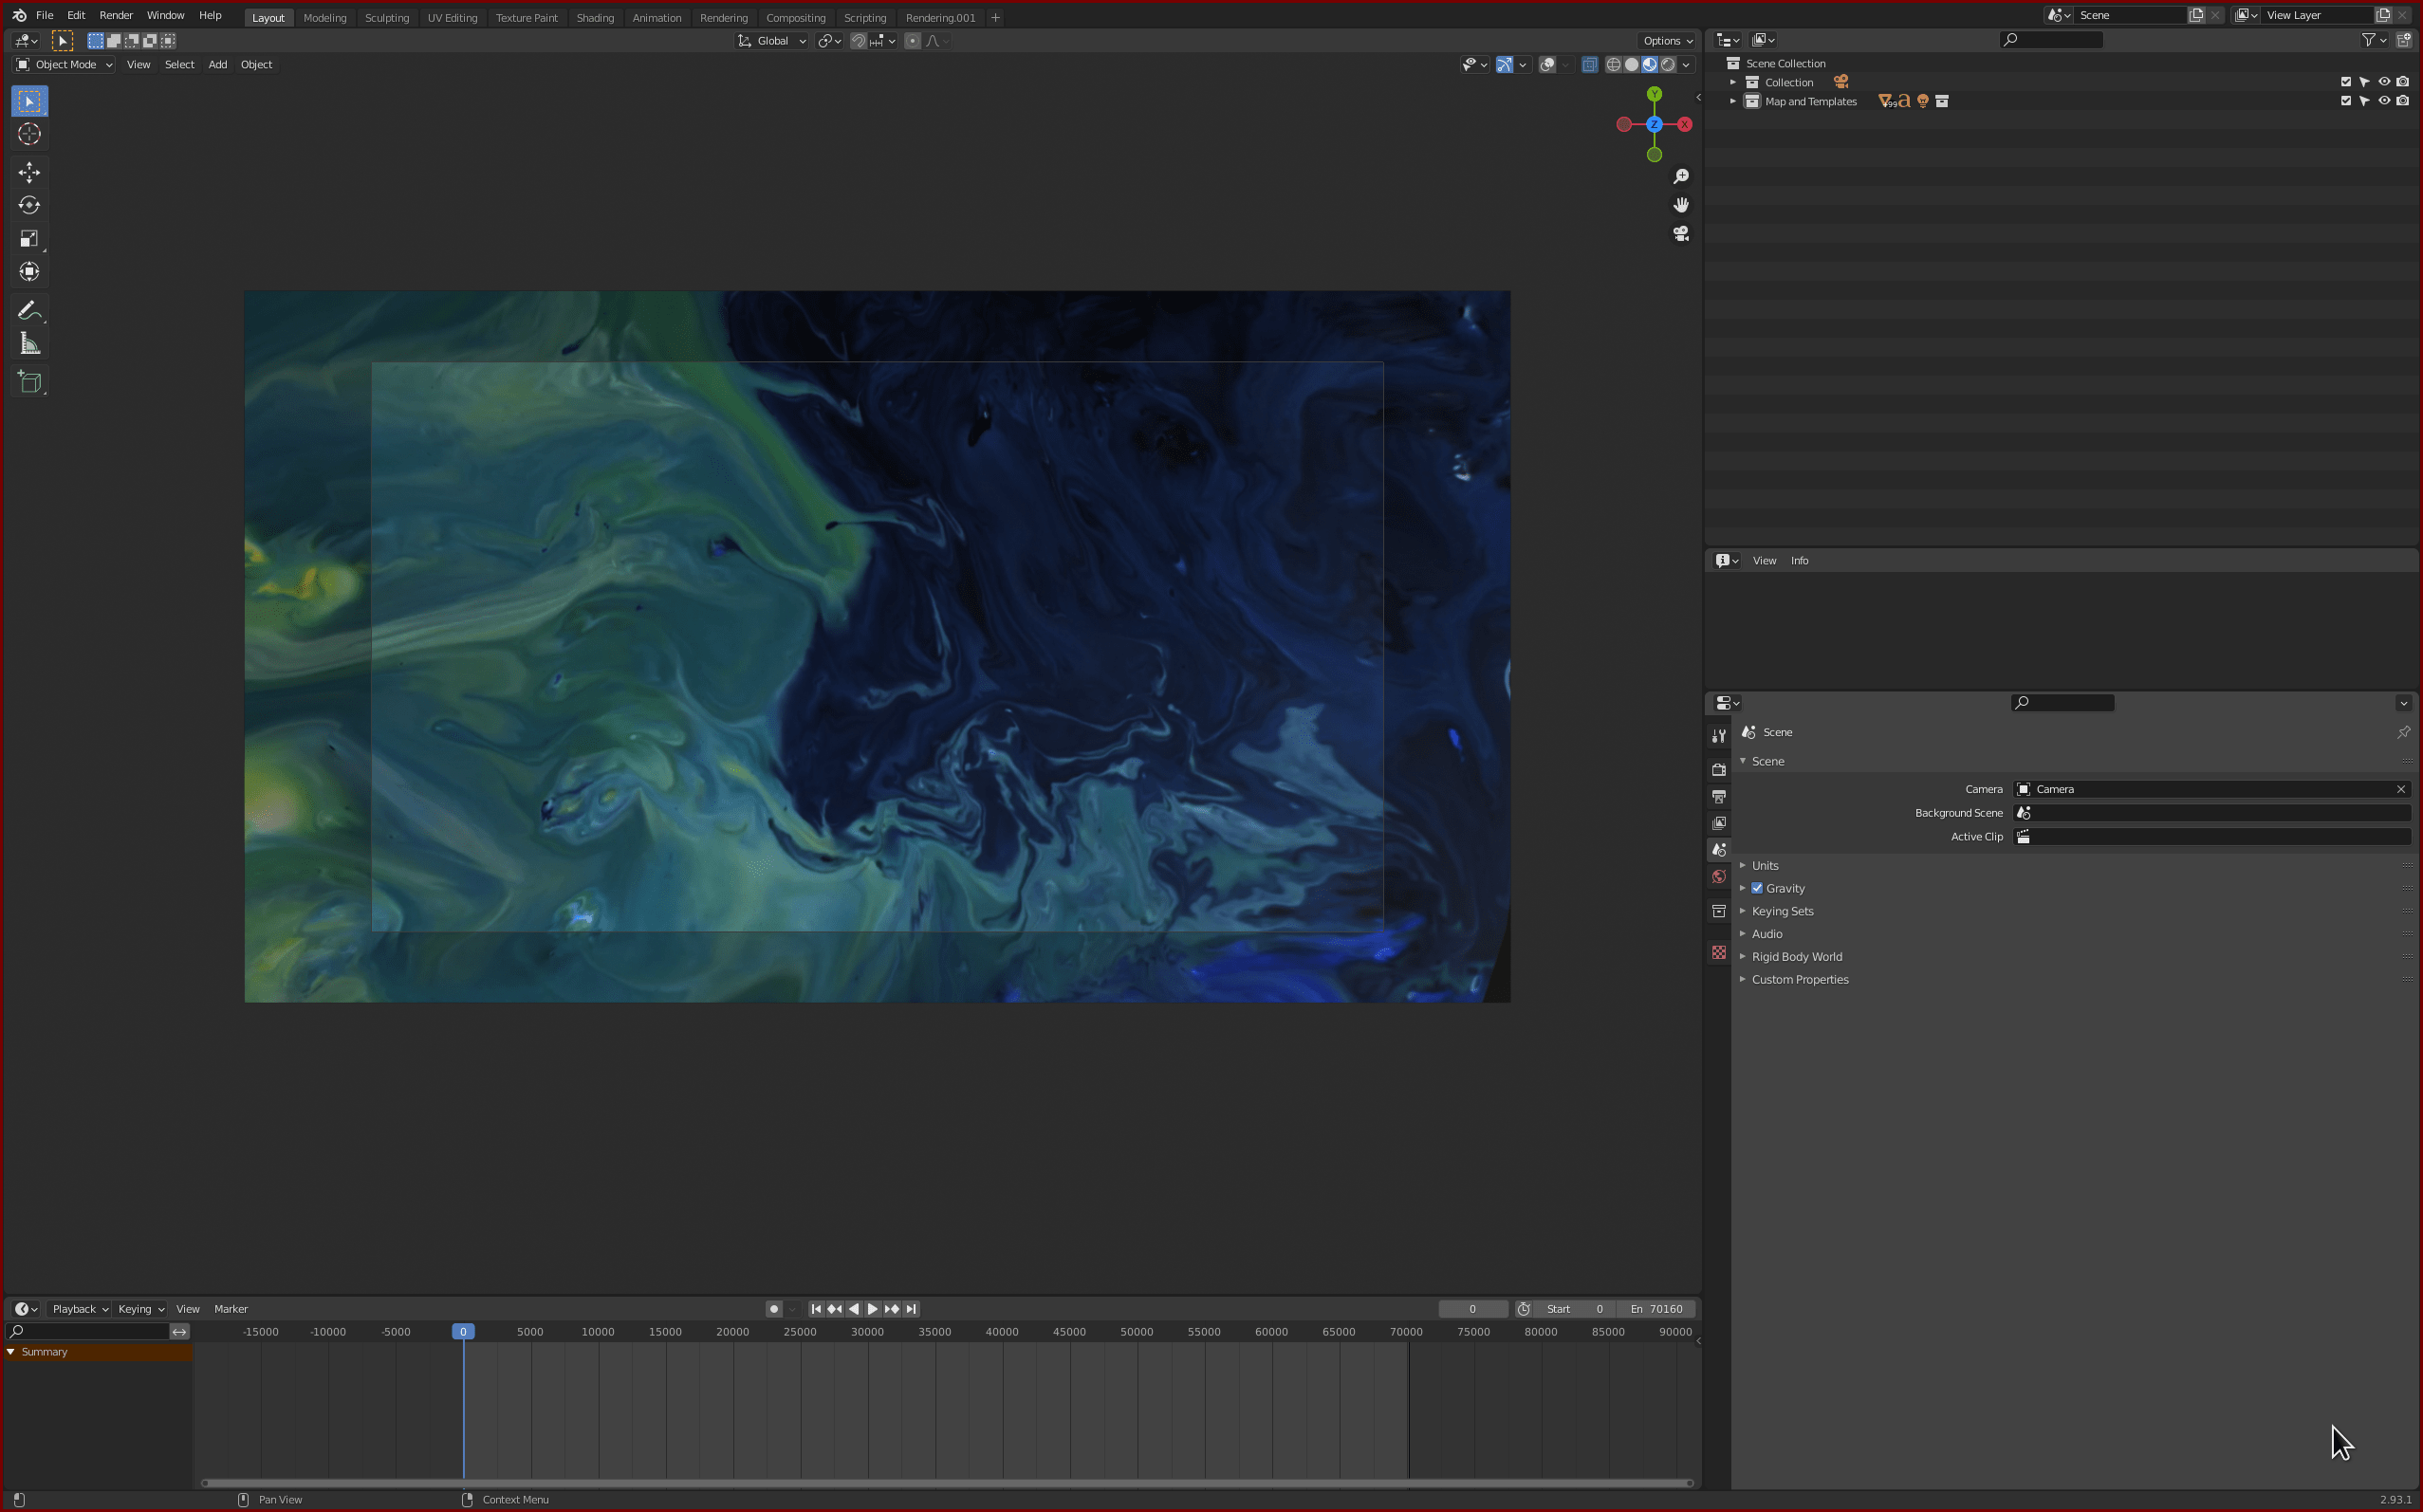 File Edit Render Window Help Layout Modeling Sculpting UV Editing Texture Paint Shading Animation Rendering Compositing Scripting Rendering.001 + Scene View Layer
Global Options
Object Mode View Select Add Object
Y
Z X
Scene Collection
Collection
Map and Templates
View Info
Scene
Scene
Camera Camera
Background Scene
Active Clip
Units
Gravity
Keying Sets
Audio
Rigid Body World
Custom Properties
Playback Keying View Marker 0 Start 0 En 70160
-15000 -10000 -5000 0 5000 10000 15000 20000 25000 30000 35000 40000 45000 50000 55000 60000 65000 70000 75000 80000 85000 90000
Summary
Pan View Context Menu 2.93.1